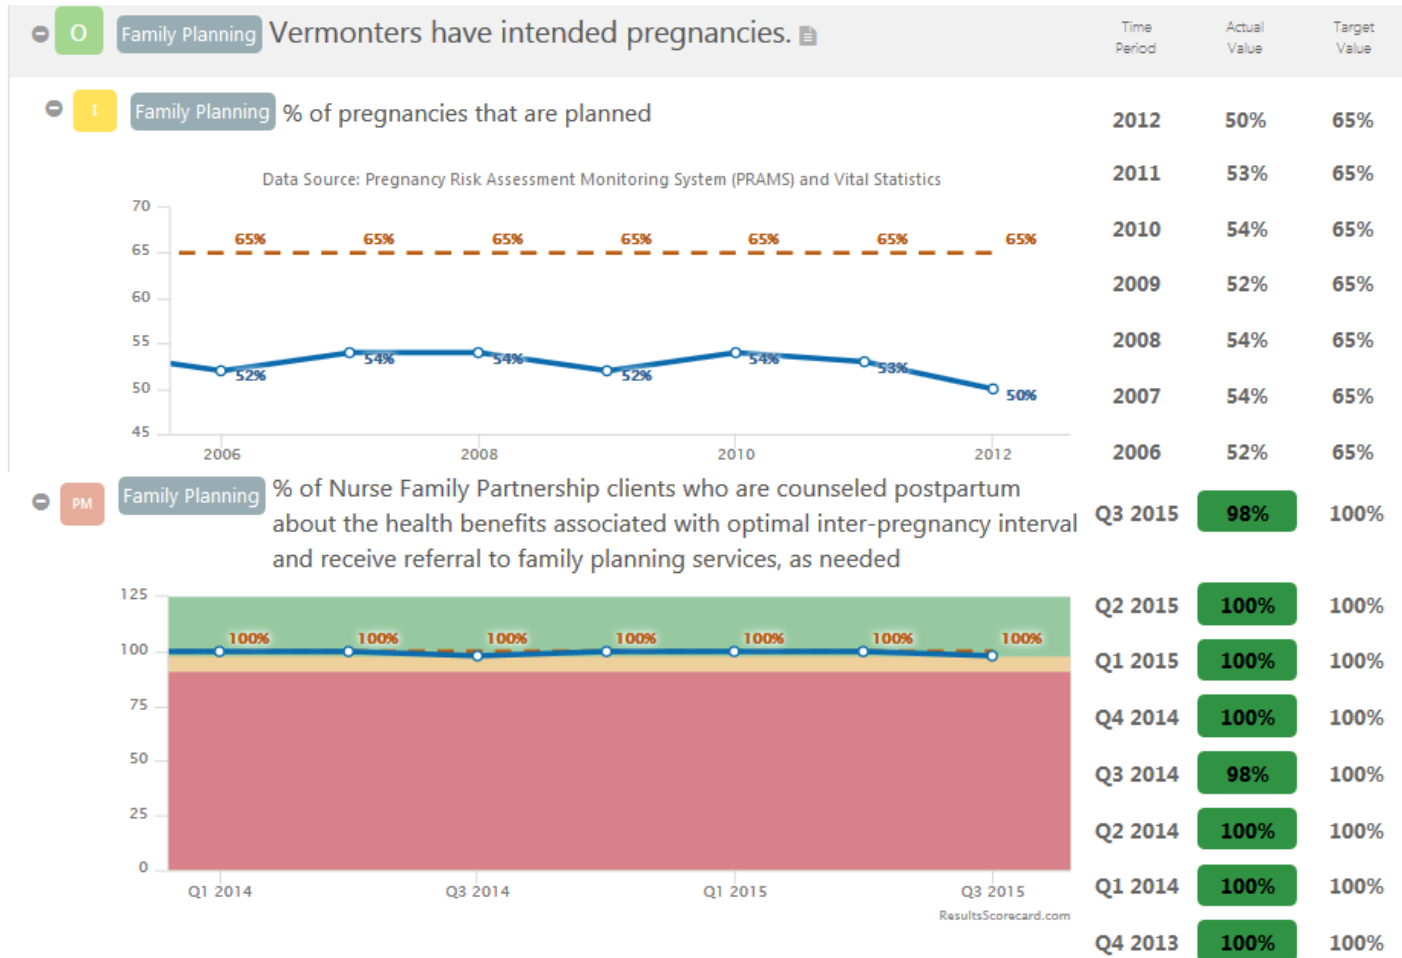 O Family Planning Vermonters have intended pregnancies.
Time Period Actual Value Target Value
I Family Planning % of pregnancies that are planned
2012 50% 65%
2011 53% 65%
2010 54% 65%
2009 52% 65%
2008 54% 65%
2007 54% 65%
2006 52% 65%
Data Source: Pregnancy Risk Assessment Monitoring System (PRAMS) and Vital Statistics
70
65
60
55
50
45
65% 65% 65% 65% 65% 65% 65%
52% 54% 54% 52% 54% 53% 50%
2006 2008 2010 2012
PM Family Planning % of Nurse Family Partnership clients who are counseled postpartum
about the health benefits associated with optimal inter-pregnancy interval
and receive referral to family planning services, as needed
Q3 2015 98% 100%
Q2 2015 100% 100%
Q1 2015 100% 100%
Q4 2014 100% 100%
Q3 2014 98% 100%
Q2 2014 100% 100%
Q1 2014 100% 100%
Q4 2013 100% 100%
125
100
75
50
25
0
100% 100% 100% 100% 100% 100% 100%
Q1 2014 Q3 2014 Q1 2015 Q3 2015
ResultsScorecard.com